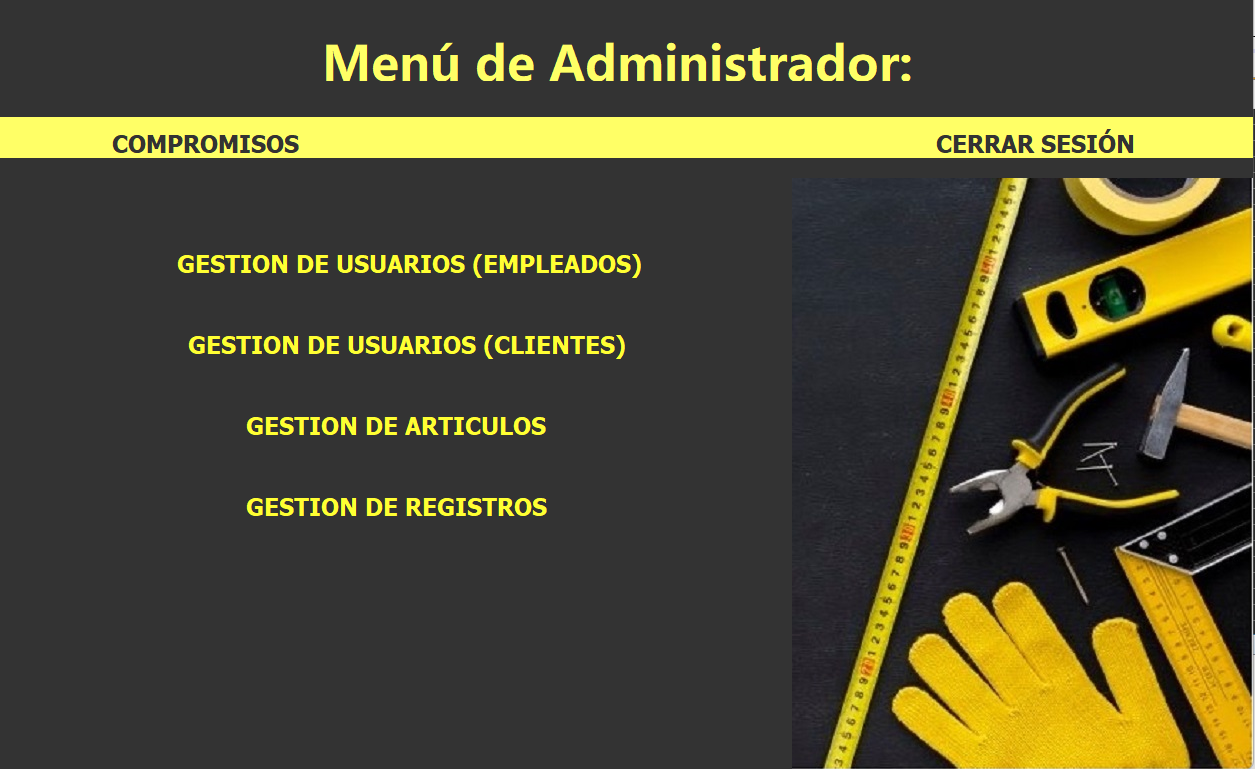 Menú de Administrador:
COMPROMISOS
CERRAR SESIÓN
GESTION DE USUARIOS (EMPLEADOS)
GESTION DE USUARIOS (CLIENTES)
GESTION DE ARTICULOS
GESTION DE REGISTROS